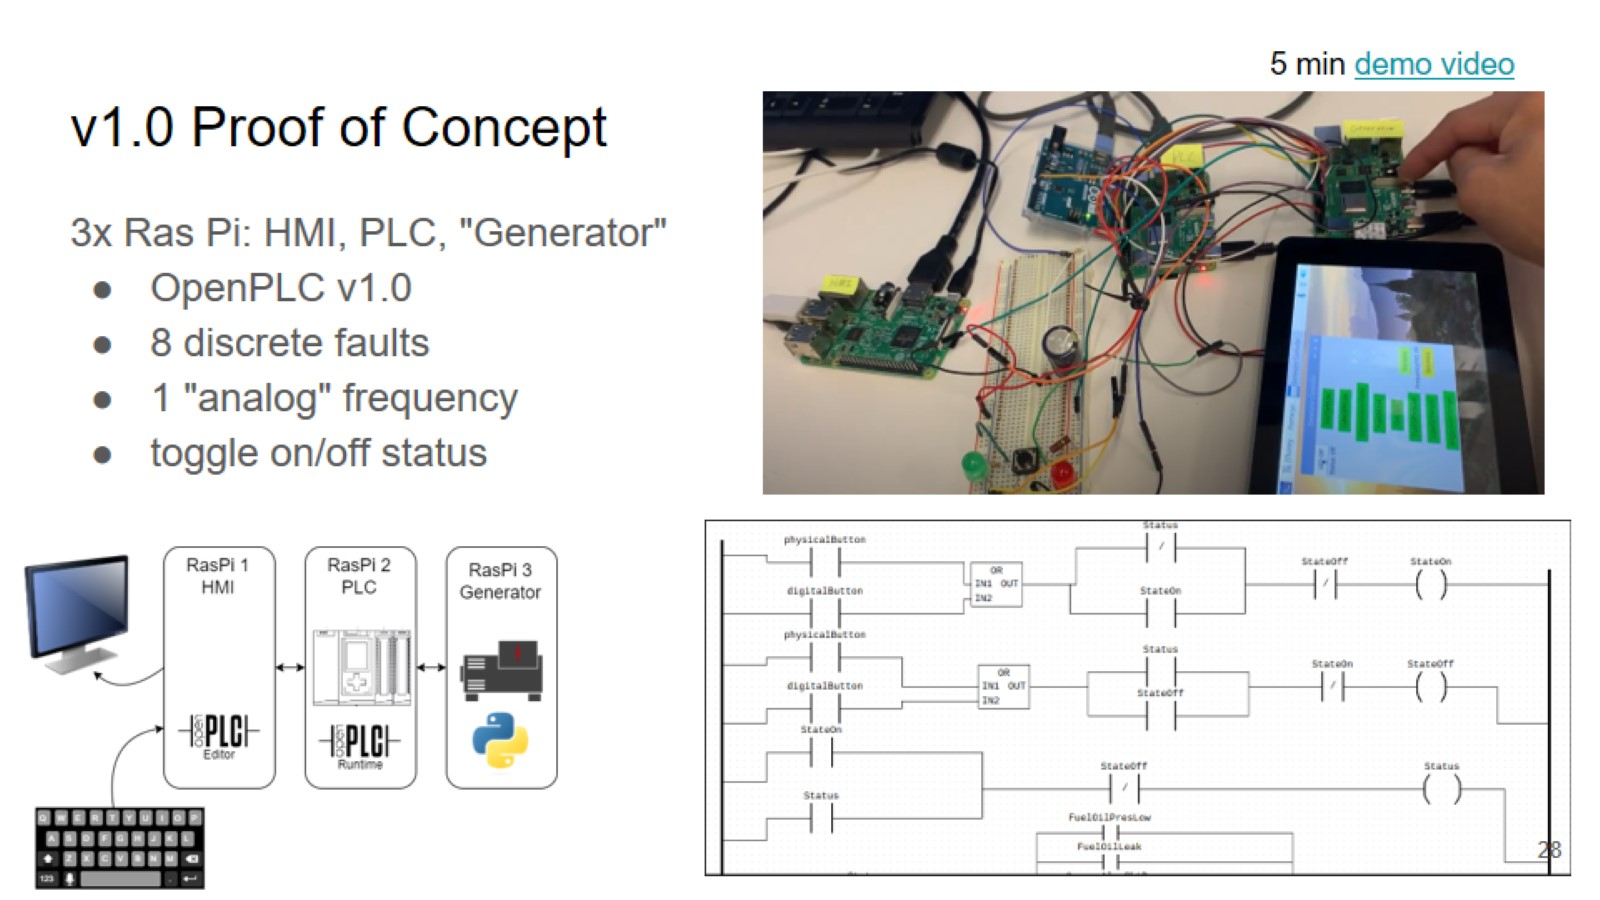 5 min demo video
v1.0 Proof of Concept
3x Ras Pi: HMI, PLC, "Generator"
● OpenPLC v1.0
● 8 discrete faults
● 1 "analog" frequency
● toggle on/off status
HMI
PLC
RasPi 1
HMI
RasPi 2
PLC
RasPi 3
Generator
open PLC
Editor
open PLC
Runtime
Q W E R T Y U I O P
A S D F G H J K L
Z X C V B N M
123
physicalButton
digitalButton
OR
IN1 OUT
IN2
Status
StateOn
StateOff
StateOn
physicalButton
digitalButton
OR
IN1 OUT
IN2
Status
StateOff
StateOn
StateOff
StateOn
Status
StateOff
Status
FuelOilPresLow
FuelOilLeak
28